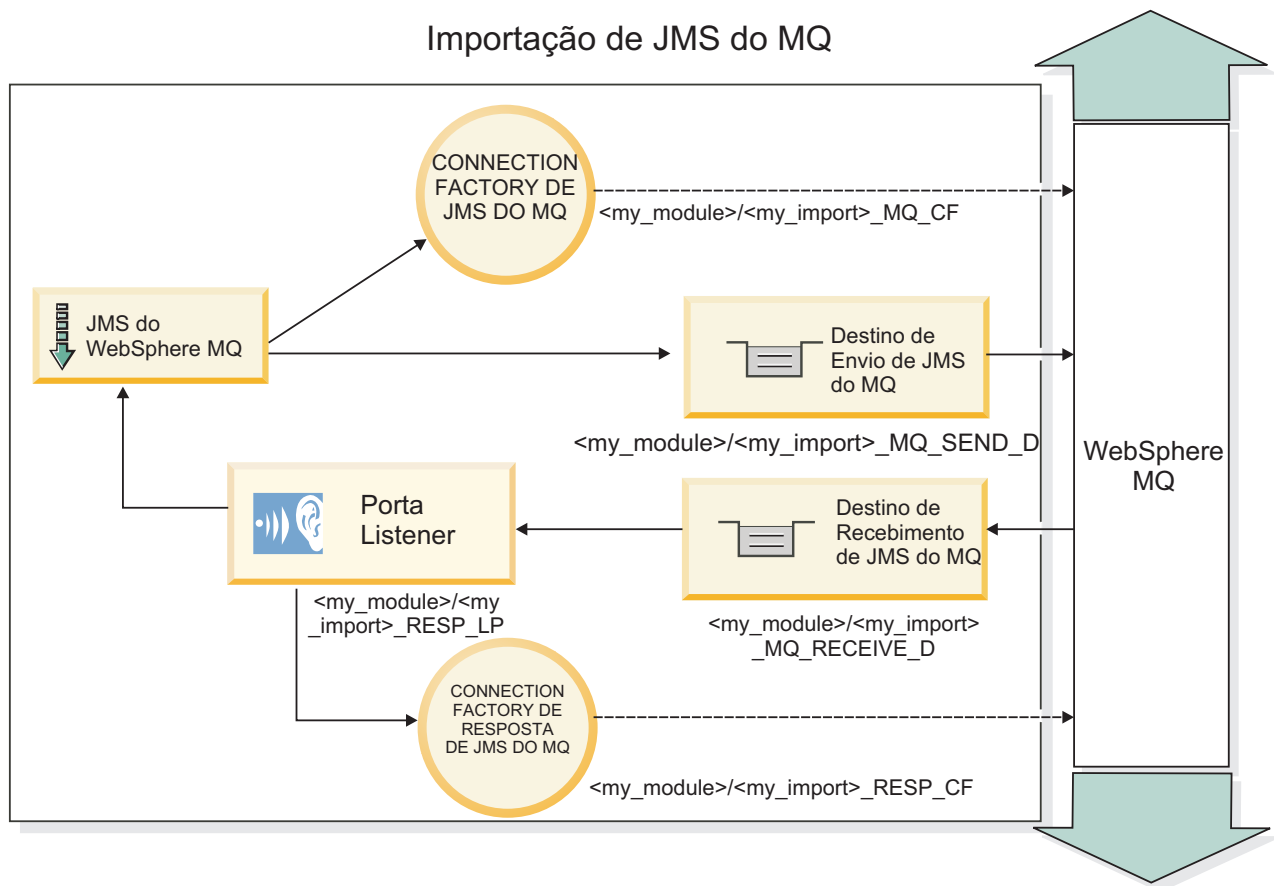 Importação de JMS do MQ
CONNECTION
FACTORY DE
JMS DO MQ
<my_module>/<my_import>_MQ_CF
JMS do
WebSphere MQ
Destino de
Envio de JMS
do MQ
<my_module>/<my_import>_MQ_SEND_D
WebSphere
MQ
Porta
Listener
Destino de
Recebimento
de JMS do MQ
<my_module>/<my
_import>_RESP_LP
<my_module>/<my_import>
_MQ_RECEIVE_D
CONNECTION
FACTORY DE
RESPOSTA
DE JMS DO MQ
<my_module>/<my_import>_RESP_CF